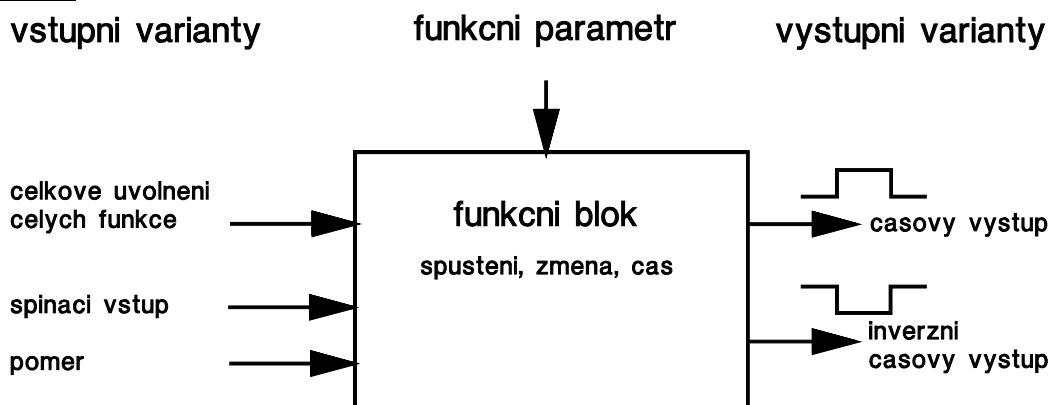 vstupni varianty
funkcni parametr
vystupni varianty
celkove uvolneni
celych funkce
funkcni blok
casovy vystup
spusteni, zmena, cas
spinaci vstup
inverzni
casovy vystup
pomer